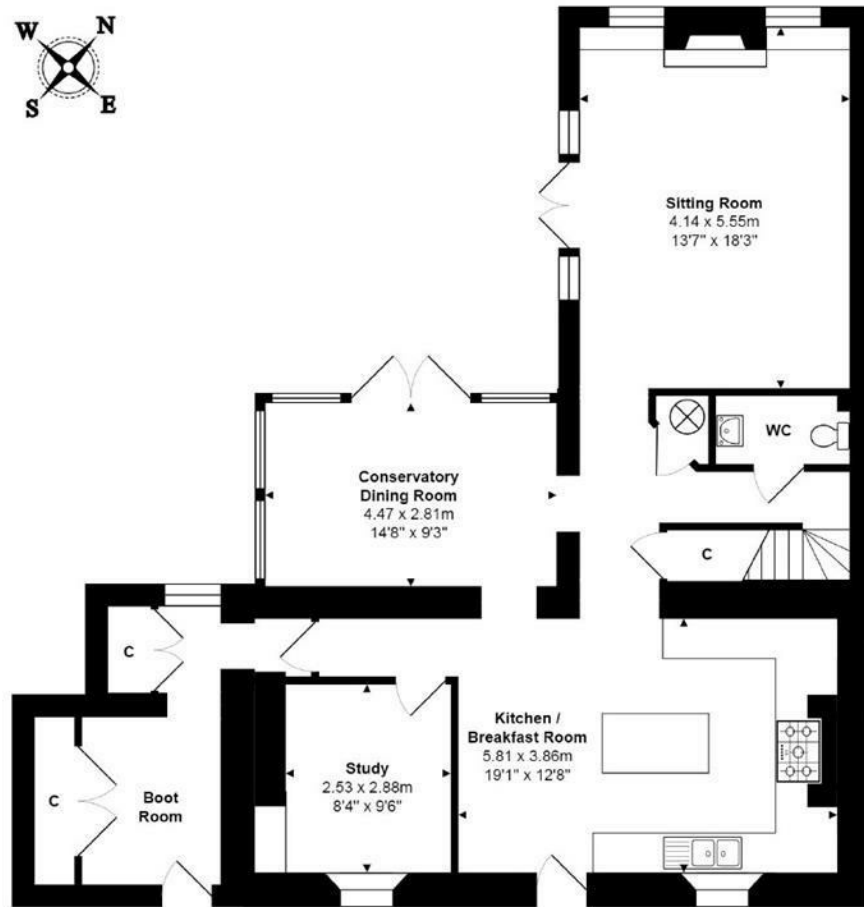 W N
S E
Sitting Room
4.14 x 5.55m
13'7" x 18'3"
WC
Conservatory
Dining Room
4.47 x 2.81m
14'8" x 9'3"
C
C
Kitchen /
Breakfast Room
5.81 x 3.86m
19'1" x 12'8"
Study
2.53 x 2.88m
8'4" x 9'6"
C
Boot
Room